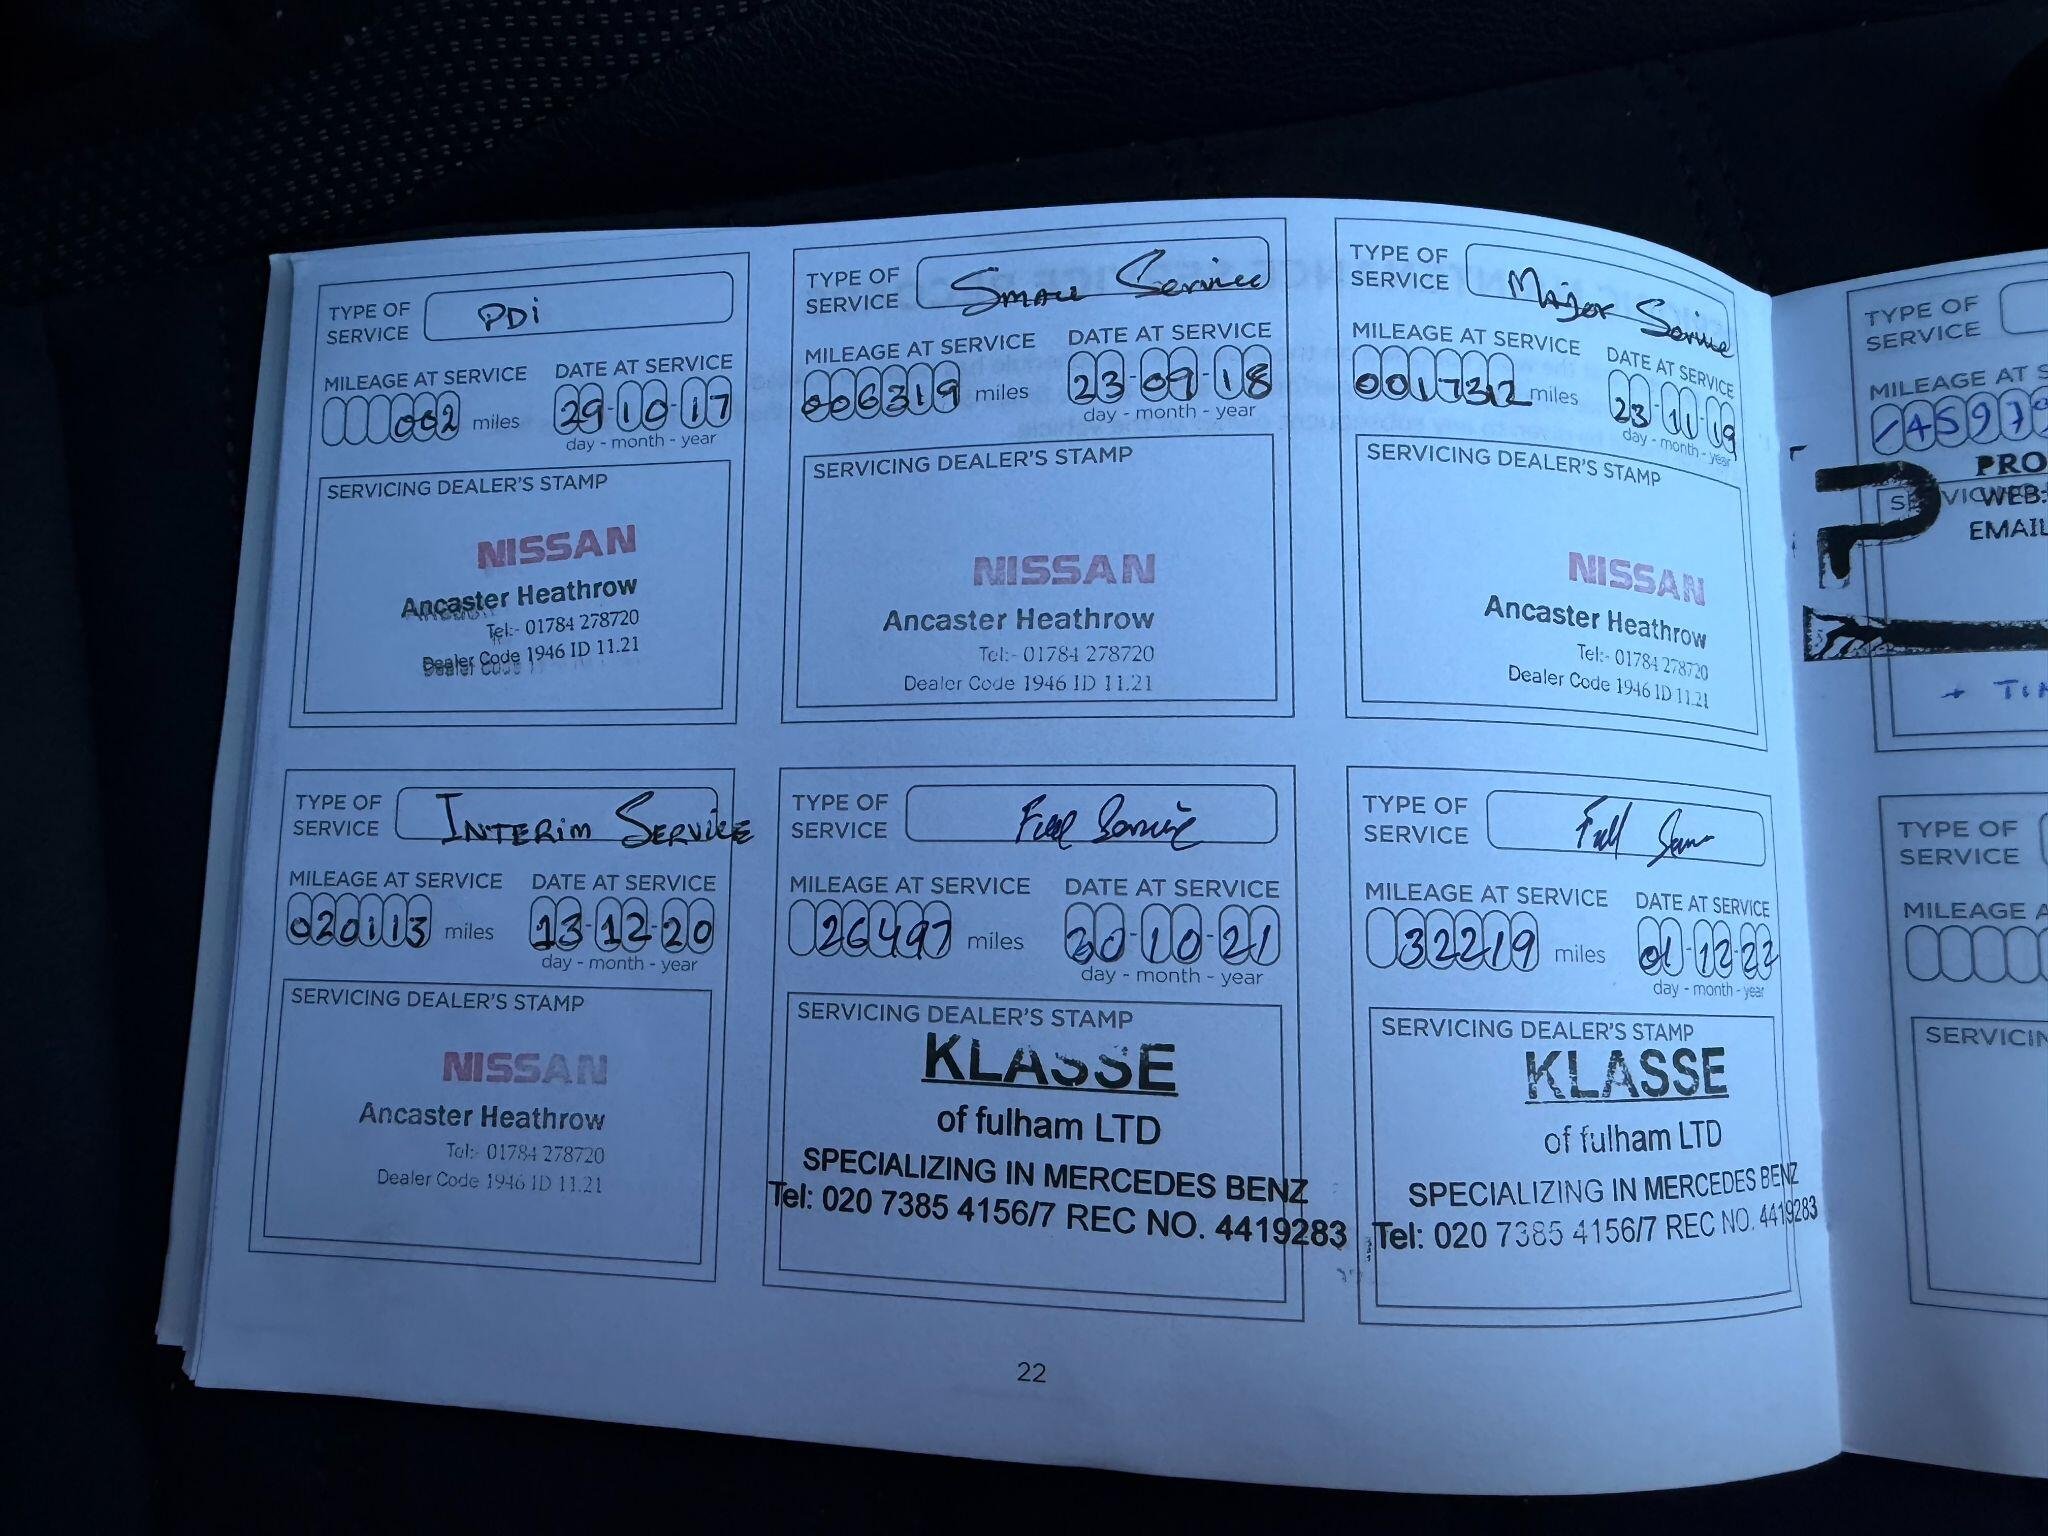 TYPE OF SERVICE PDi
MILEAGE AT SERVICE DATE AT SERVICE
002 miles 29-10-17
day - month - year
SERVICING DEALER'S STAMP
NISSAN
Ancaster Heathrow
Tel:- 01784 278720
Dealer Code 1946 ID 11.21
TYPE OF SERVICE Small Service
MILEAGE AT SERVICE DATE AT SERVICE
006319 miles 23-09-18
day - month - year
SERVICING DEALER'S STAMP
NISSAN
Ancaster Heathrow
Tel:- 01784 278720
Dealer Code 1946 ID 11.21
TYPE OF SERVICE Major Service
MILEAGE AT SERVICE DATE AT SERVICE
0017312 miles 23-11-19
day - month - year
SERVICING DEALER'S STAMP
NISSAN
Ancaster Heathrow
Tel:- 01784 278720
Dealer Code 1946 ID 11.21
TYPE OF SERVICE INTERIM SERVICE
MILEAGE AT SERVICE DATE AT SERVICE
020113 miles 13-12-20
day - month - year
SERVICING DEALER'S STAMP
NISSAN
Ancaster Heathrow
Tel:- 01784 278720
Dealer Code 1946 ID 11.21
TYPE OF SERVICE Full Service
MILEAGE AT SERVICE DATE AT SERVICE
26497 miles 20-10-21
day - month - year
SERVICING DEALER'S STAMP
KLASSE
of fulham LTD
SPECIALIZING IN MERCEDES BENZ
Tel: 020 7385 4156/7 REC NO. 4419283
TYPE OF SERVICE Full
MILEAGE AT SERVICE DATE AT SERVICE
32219 miles 01-12-22
day - month - year
SERVICING DEALER'S STAMP
KLASSE
of fulham LTD
SPECIALIZING IN MERCEDES BENZ
Tel: 020 7385 4156/7 REC NO. 4419283
22
TYPE OF
SERVICE
MILEAGE AT S
PRO
WEB:
EMAIL
TYPE OF
SERVICE
MILEAGE A
SERVICIN